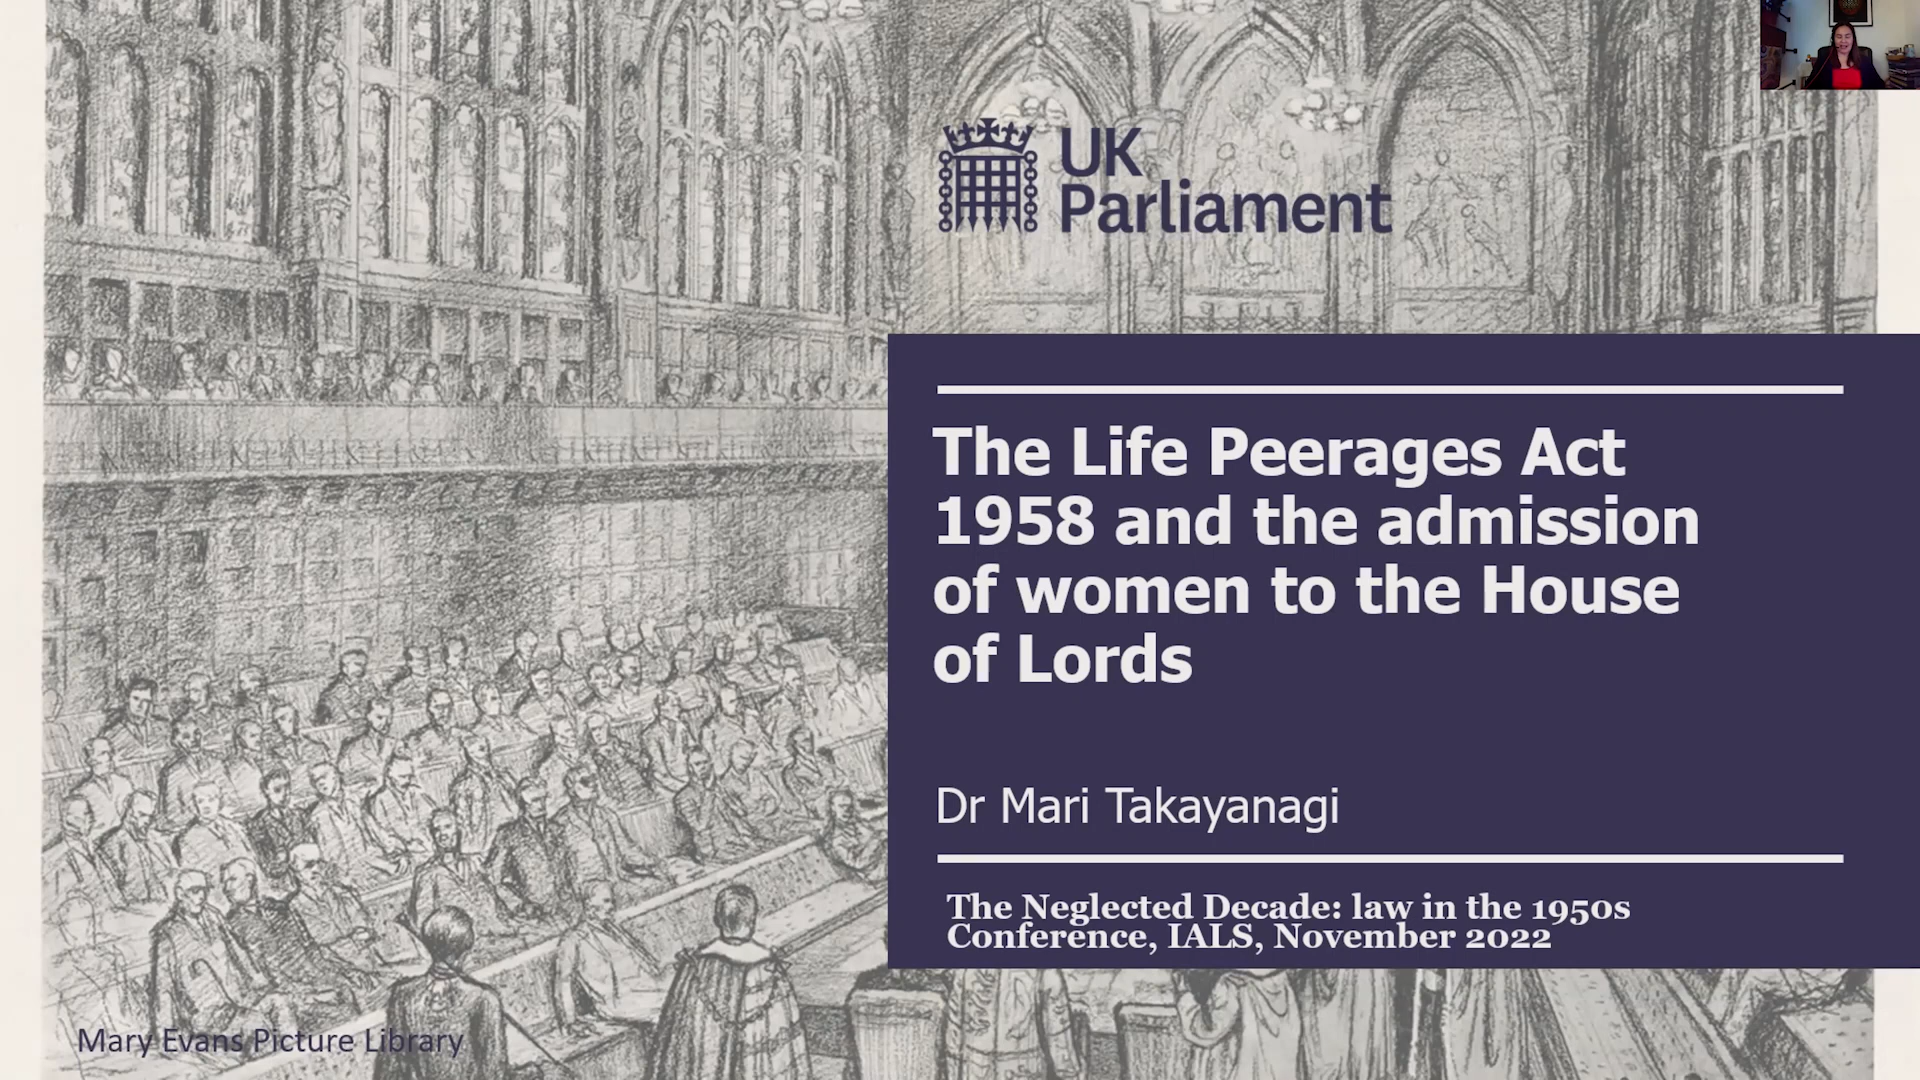 UK
Parliament
The Life Peerages Act
1958 and the admission
of women to the House
of Lords
Dr Mari Takayanagi
The Neglected Decade: law in the 1950s
Conference, IALS, November 2022
Mary Evans Picture Library